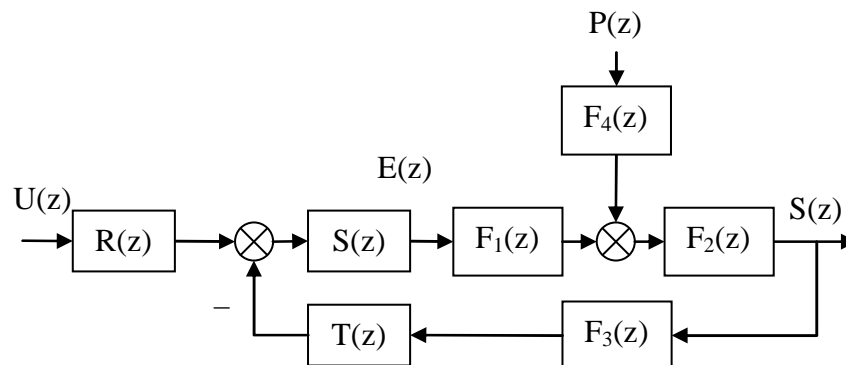 P(z)
F₄(z)
E(z)
U(z)
S(z)
R(z)
S(z)
F₁(z)
F₂(z)
–
T(z)
F₃(z)